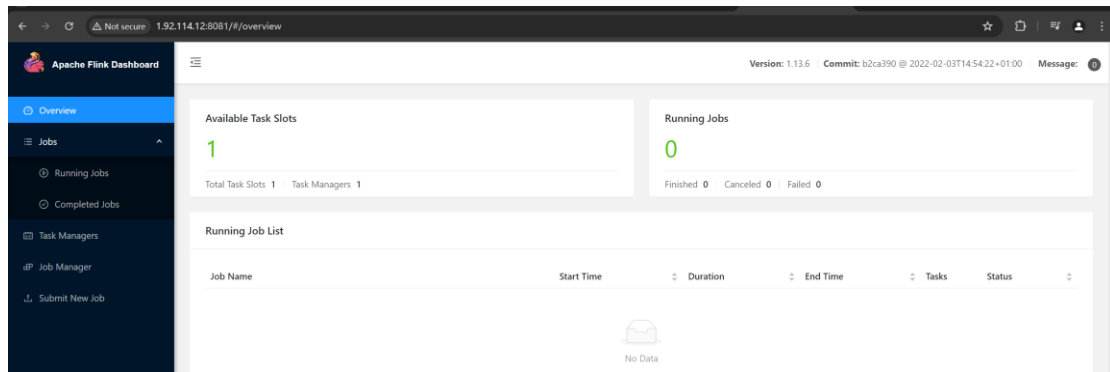 Not secure 1.92.114.12:8081/#/overview
Apache Flink Dashboard
Version: 1.13.6 Commit: b2ca390 @ 2022-02-03T14:54:22+01:00 Message: 0
Overview
Jobs
Running Jobs
Completed Jobs
Task Managers
Job Manager
Submit New Job
Available Task Slots
1
Total Task Slots 1 Task Managers 1
Running Jobs
0
Finished 0 Canceled 0 Failed 0
Running Job List
Job Name Start Time Duration End Time Tasks Status
No Data